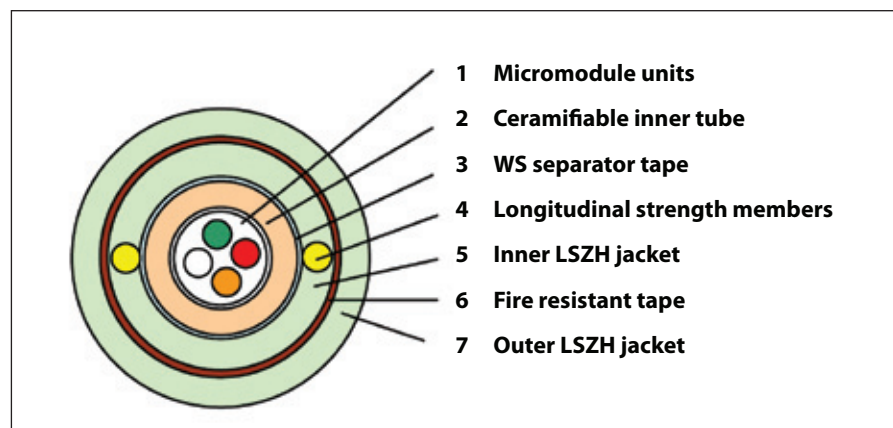 1 Micromodule units
2 Ceramifiable inner tube
3 WS separator tape
4 Longitudinal strength members
5 Inner LSZH jacket
6 Fire resistant tape
7 Outer LSZH jacket